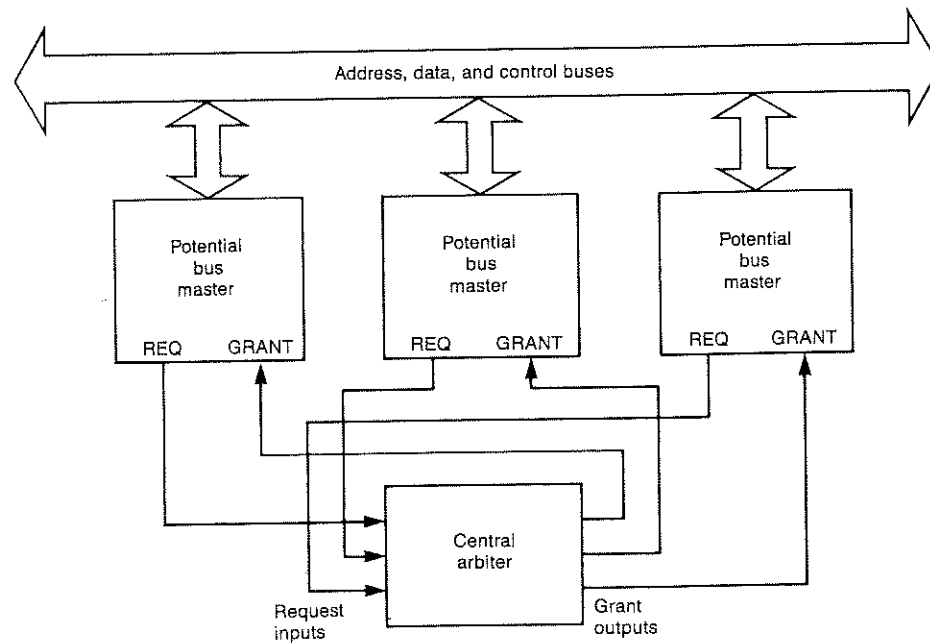 Address, data, and control buses
Potential
bus
master
REQ GRANT
Potential
bus
master
REQ GRANT
Potential
bus
master
REQ GRANT
Central
arbiter
Request
inputs
Grant
outputs